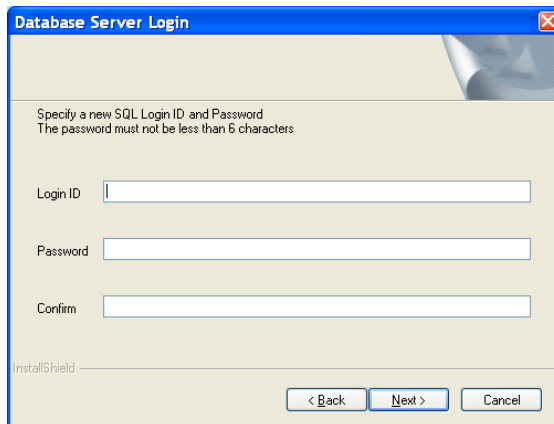 Database Server Login
Specify a new SQL Login ID and Password
The password must not be less than 6 characters
Login ID
Password
Confirm
InstallShield
< Back Next > Cancel